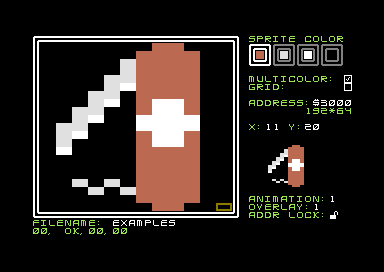 SPRITE COLOR
MULTICOLOR:
GRID:
ADDRESS: $3000
192*64
X: 11 Y: 20
ANIMATION: 1
OVERLAY: 1
ADDR LOCK:
FILENAME: EXAMPLES
00, OK,00,00